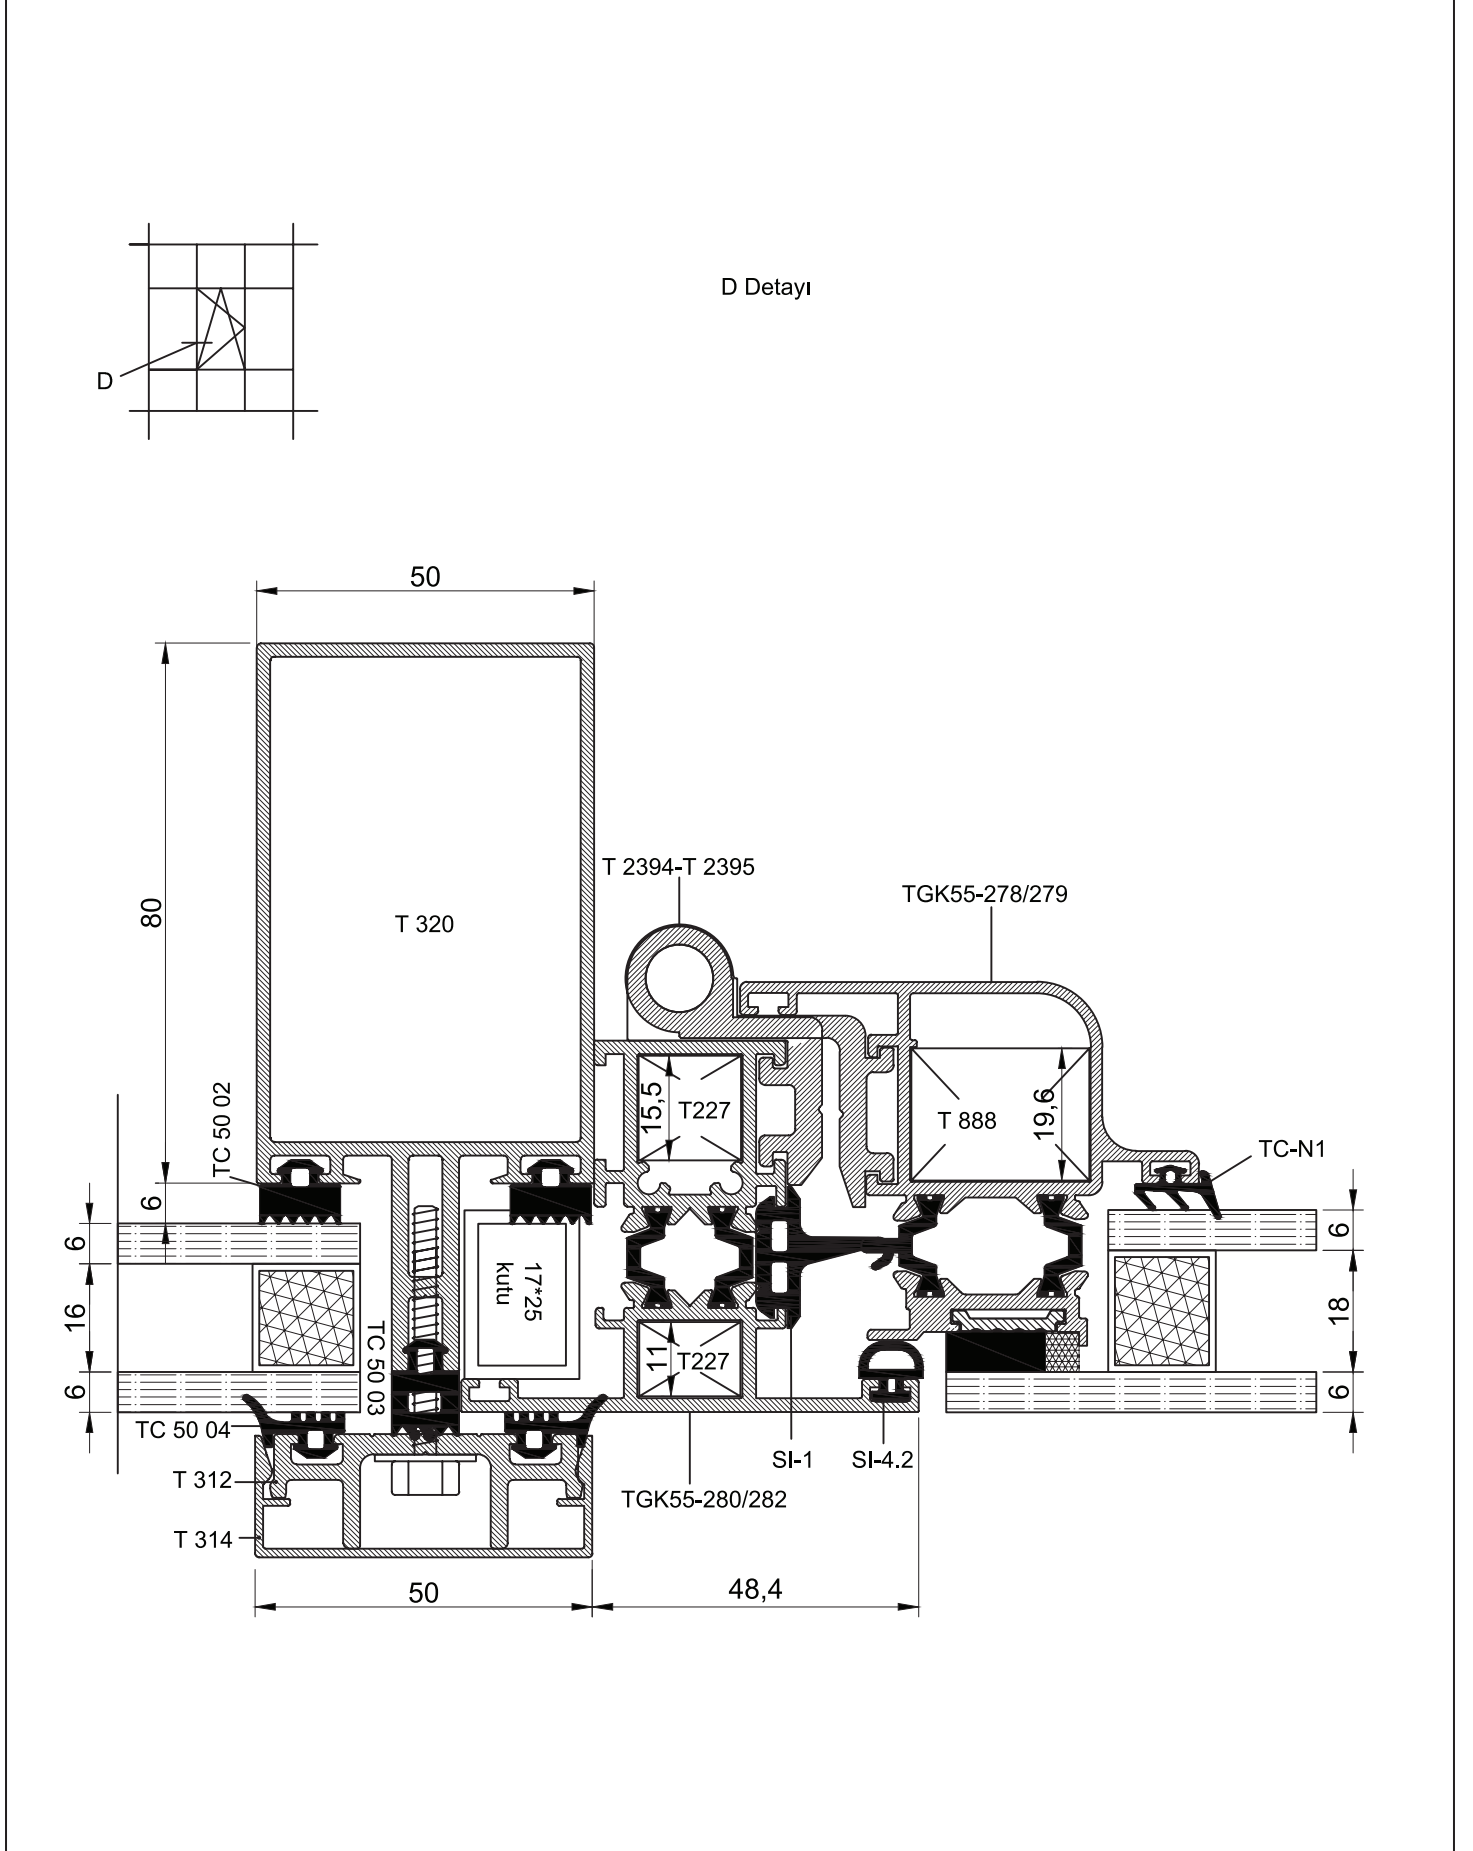 D Detayı
D
50
80
T 320
T 2394-T 2395
TGK55-278/279
TC 50 02
15,5
T227
T 888
19,6
TC-N1
6
6
16
6
17*25
kutu
TC 50 03
11
T227
6
18
6
TC 50 04
T 312
T 314
SI-1
SI-4.2
TGK55-280/282
50
48,4